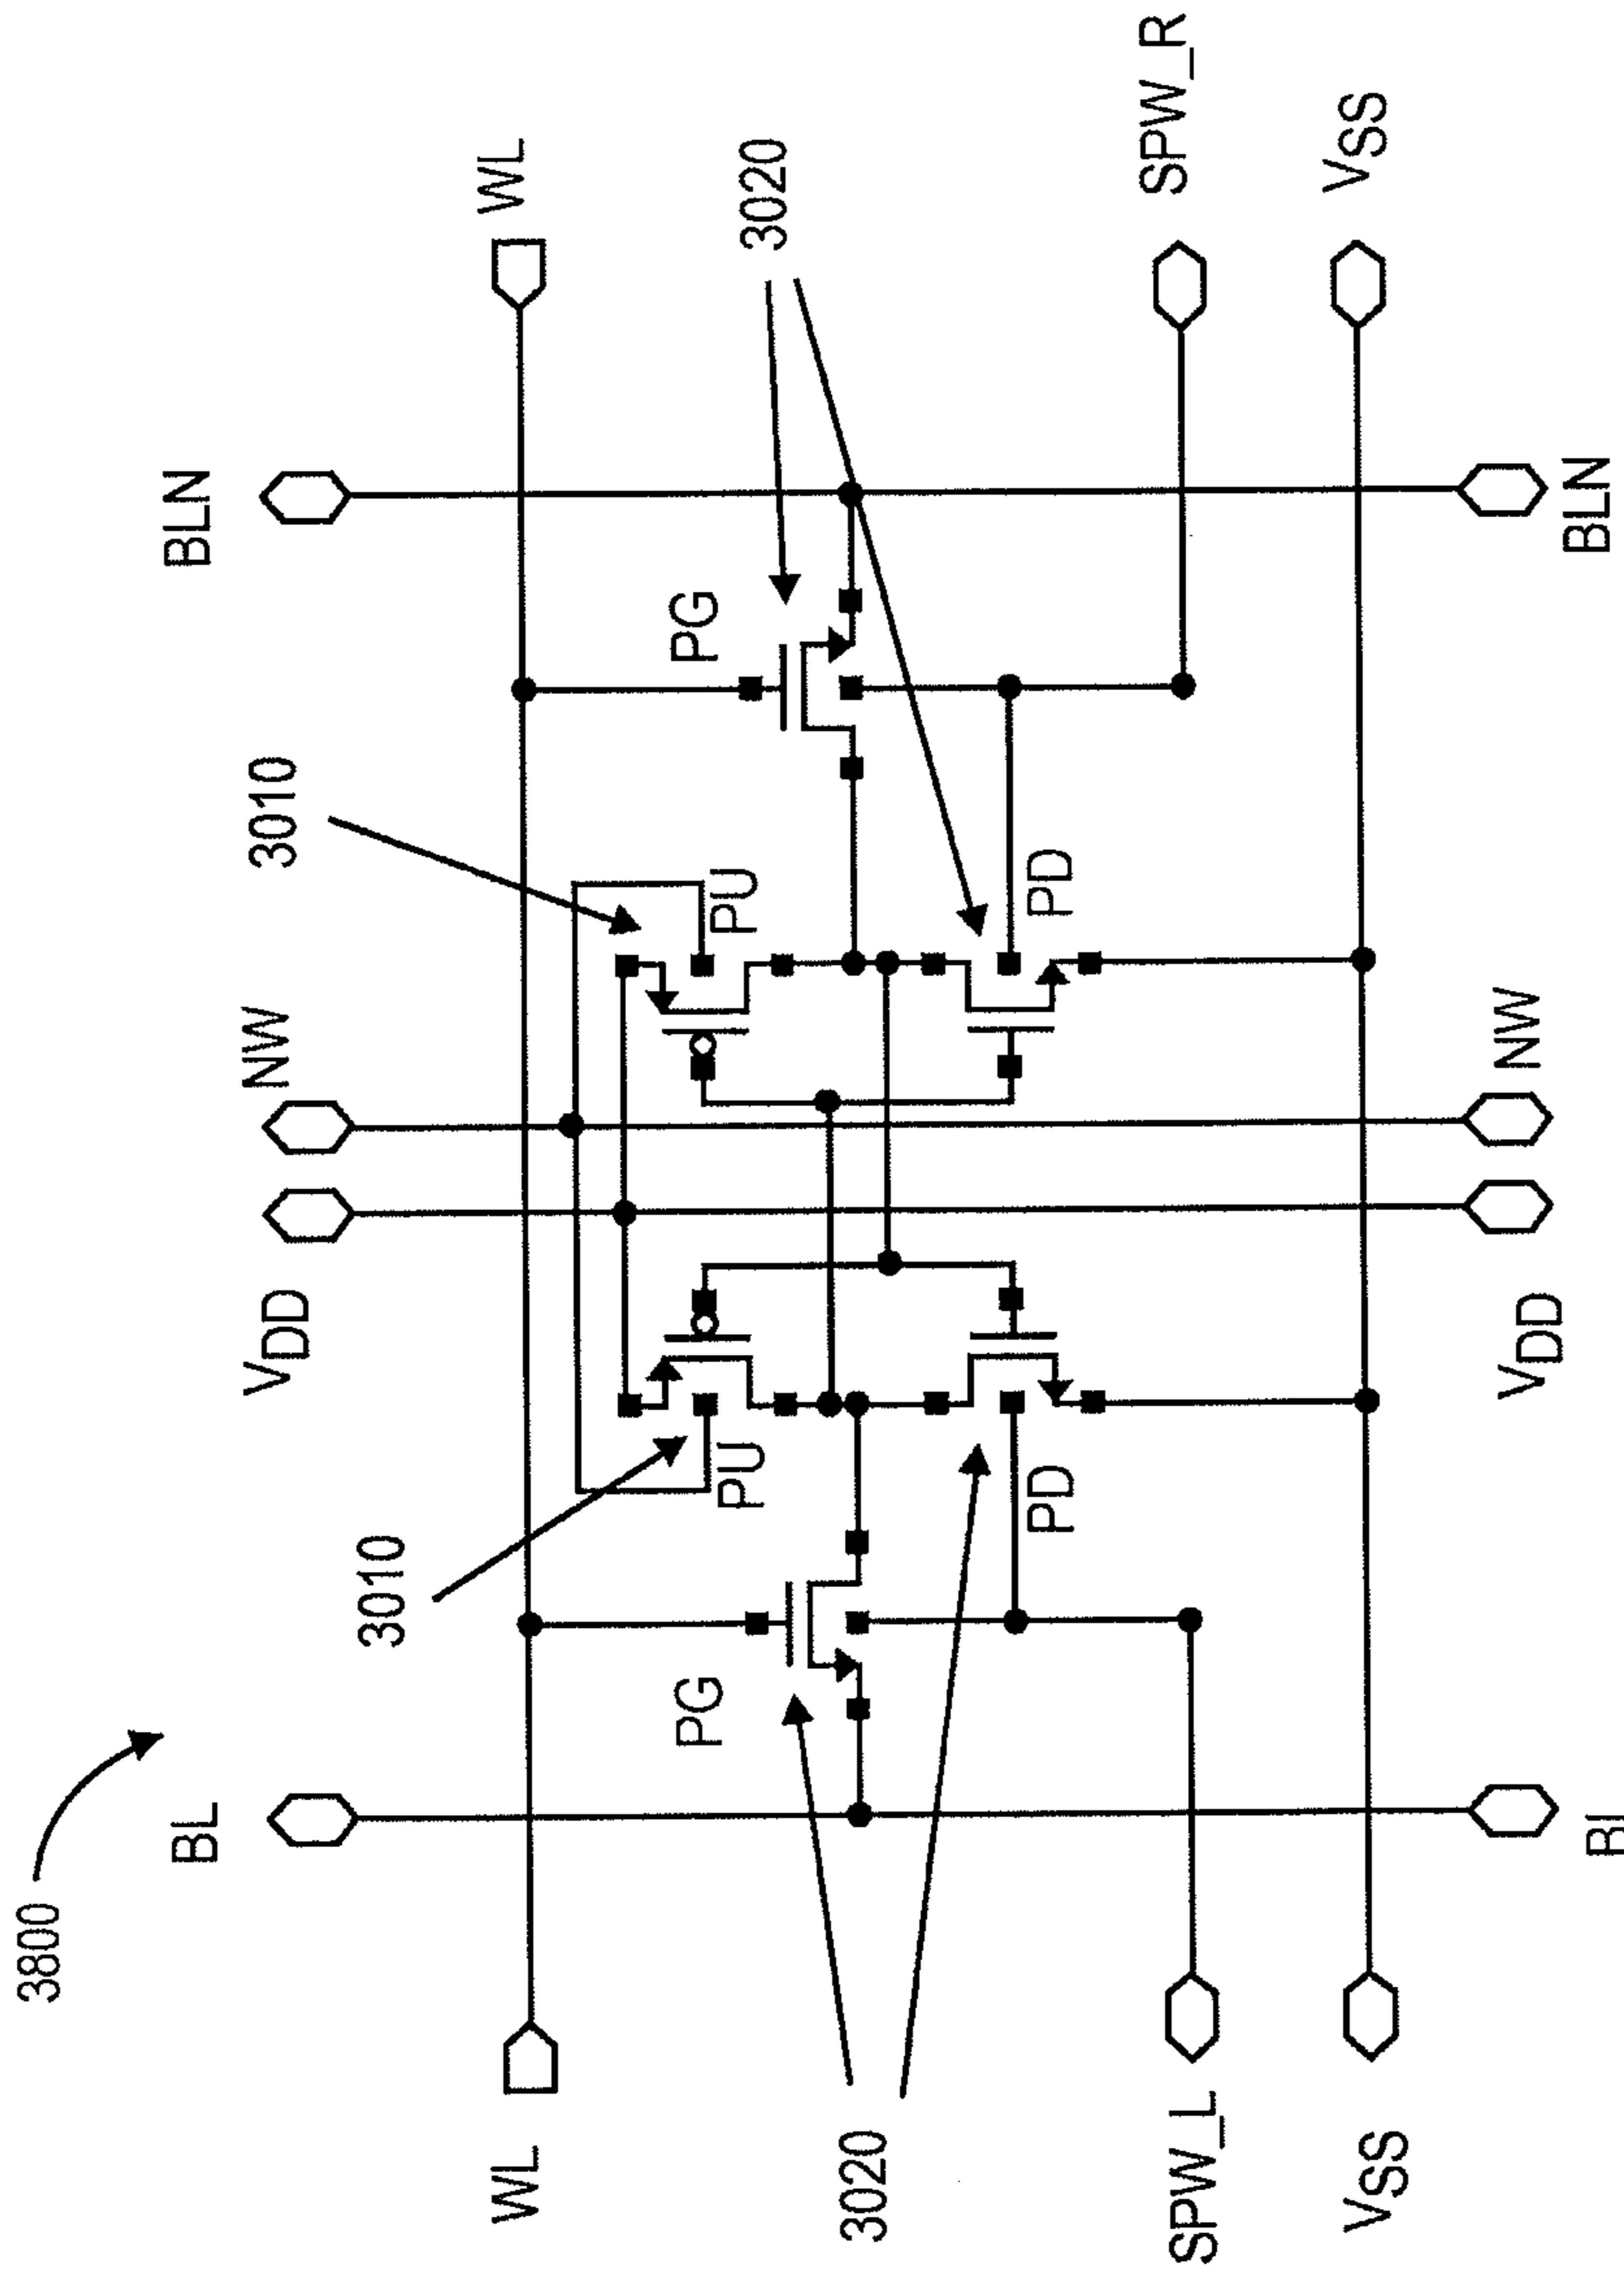 3800
BL
BLN
VDD
NW
3010
3010
WL
WL
PG
PU
PU
PG
3020
3020
PD
PD
SPW_L
SPW_R
VSS
VSS
VDD
NW
BL
BLN